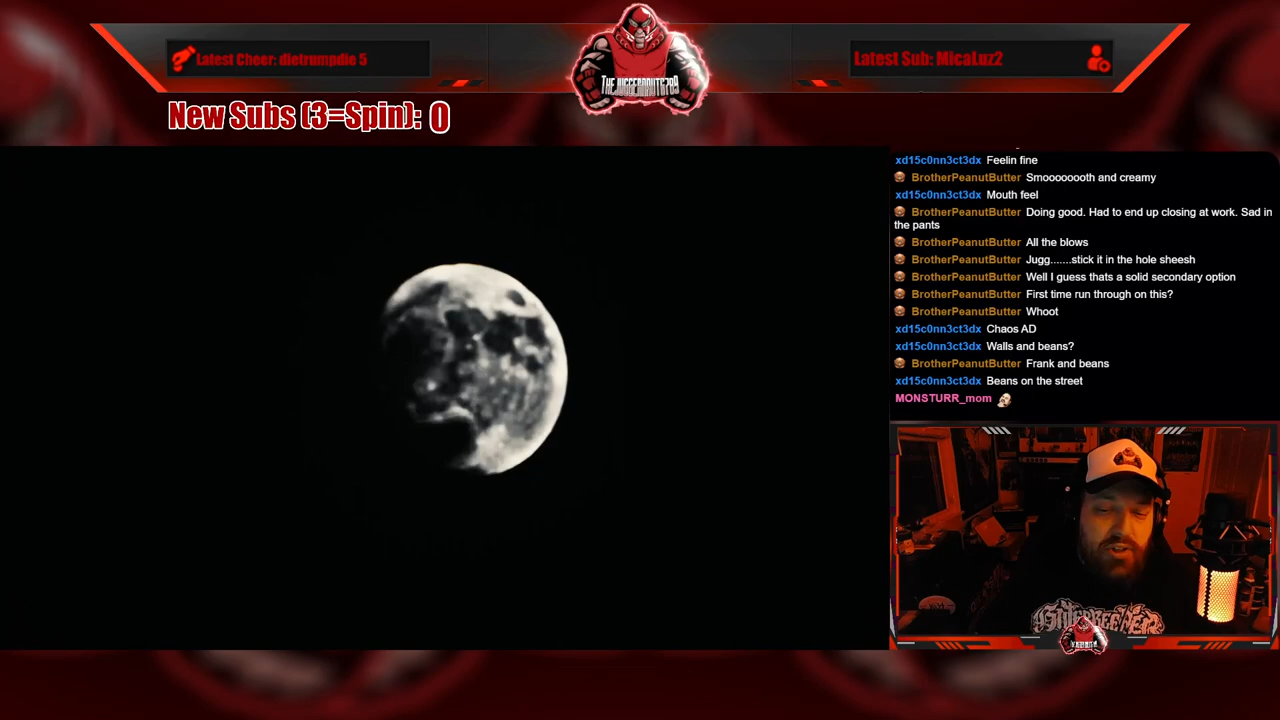 Latest Cheer: dietrumpdie 5
THEJUGGERNAUT6789
Latest Sub: MicaLuz2
New Subs (3=Spin): 0
xd15c0nn3ct3dx Feelin fine
BrotherPeanutButter Smoooooooth and creamy
xd15c0nn3ct3dx Mouth feel
BrotherPeanutButter Doing good. Had to end up closing at work. Sad in
the pants
BrotherPeanutButter All the blows
BrotherPeanutButter Jugg.......stick it in the hole sheesh
BrotherPeanutButter Well I guess thats a solid secondary option
BrotherPeanutButter First time run through on this?
BrotherPeanutButter Whoot
xd15c0nn3ct3dx Chaos AD
xd15c0nn3ct3dx Walls and beans?
BrotherPeanutButter Frank and beans
xd15c0nn3ct3dx Beans on the street
MONSTURR_mom